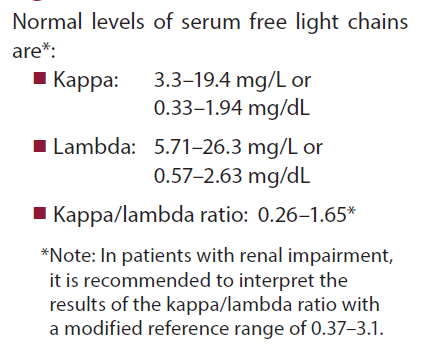 Normal levels of serum free light chains
are*:
■ Kappa: 3.3–19.4 mg/L or
0.33–1.94 mg/dL
■ Lambda: 5.71–26.3 mg/L or
0.57–2.63 mg/dL
■ Kappa/lambda ratio: 0.26–1.65*
*Note: In patients with renal impairment,
it is recommended to interpret the
results of the kappa/lambda ratio with
a modified reference range of 0.37–3.1.